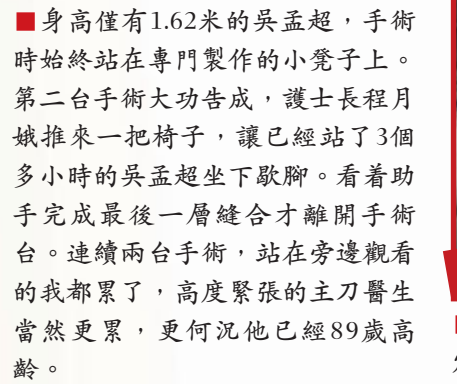 ■身高僅有1.62米的吳孟超，手術
時始終站在專門製作的小凳子上。
第二台手術大功告成，護士長程月
娥推來一把椅子，讓已經站了3個
多小時的吳孟超坐下歇腳。看着助
手完成最後一層縫合才離開手術
台。連續兩台手術，站在旁邊觀看
的我都累了，高度緊張的主刀醫生
當然更累，更何況他已經89歲高
齡。